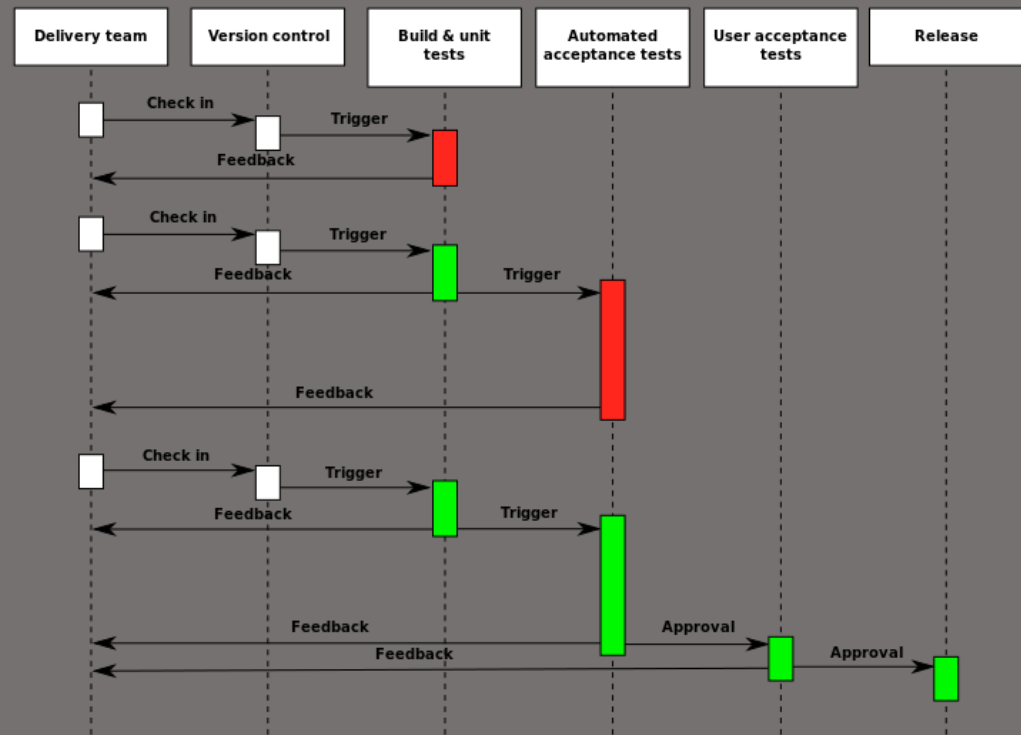 Delivery team
Version control
Build & unit
tests
Automated
acceptance tests
User acceptance
tests
Release
Check in
Trigger
Feedback
Check in
Trigger
Feedback
Trigger
Feedback
Check in
Trigger
Feedback
Trigger
Feedback
Approval
Feedback
Approval